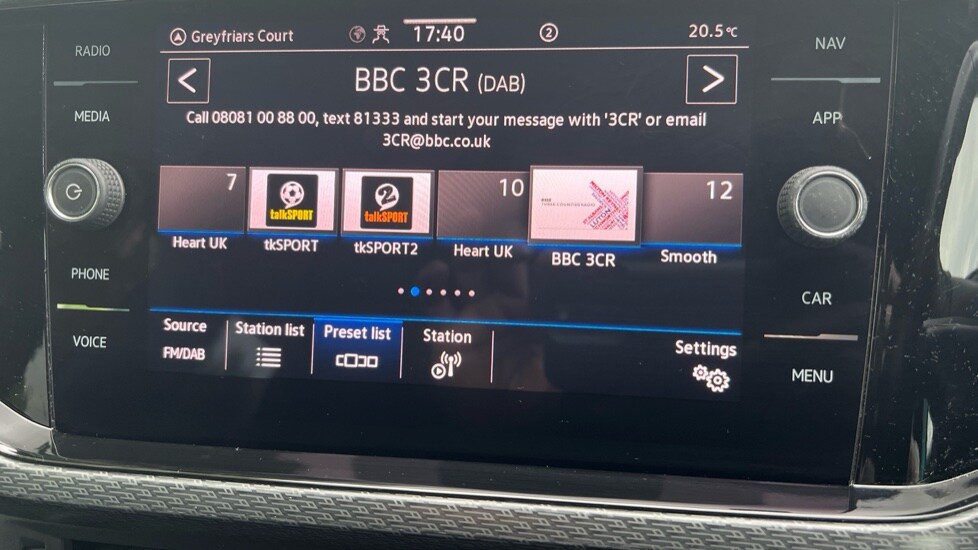 RADIO
MEDIA
PHONE
VOICE
NAV
APP
CAR
MENU
Greyfriars Court
17:40
2
20.5°C
BBC 3CR (DAB)
Call 08081 00 88 00, text 81333 and start your message with '3CR' or email
3CR@bbc.co.uk
7
talkSPORT
2
talkSPORT
10
12
Heart UK
tkSPORT
tkSPORT2
Heart UK
BBC 3CR
Smooth
Source
FM/DAB
Station list
Preset list
Station
Settings